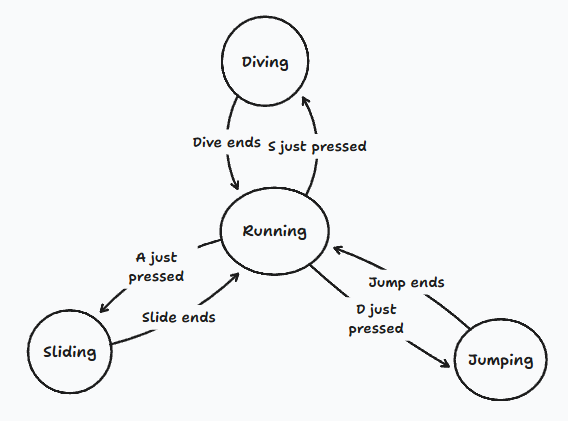 Diving
Dive ends
S just pressed
Running
A just
pressed
Jump ends
Slide ends
D just
pressed
Sliding
Jumping